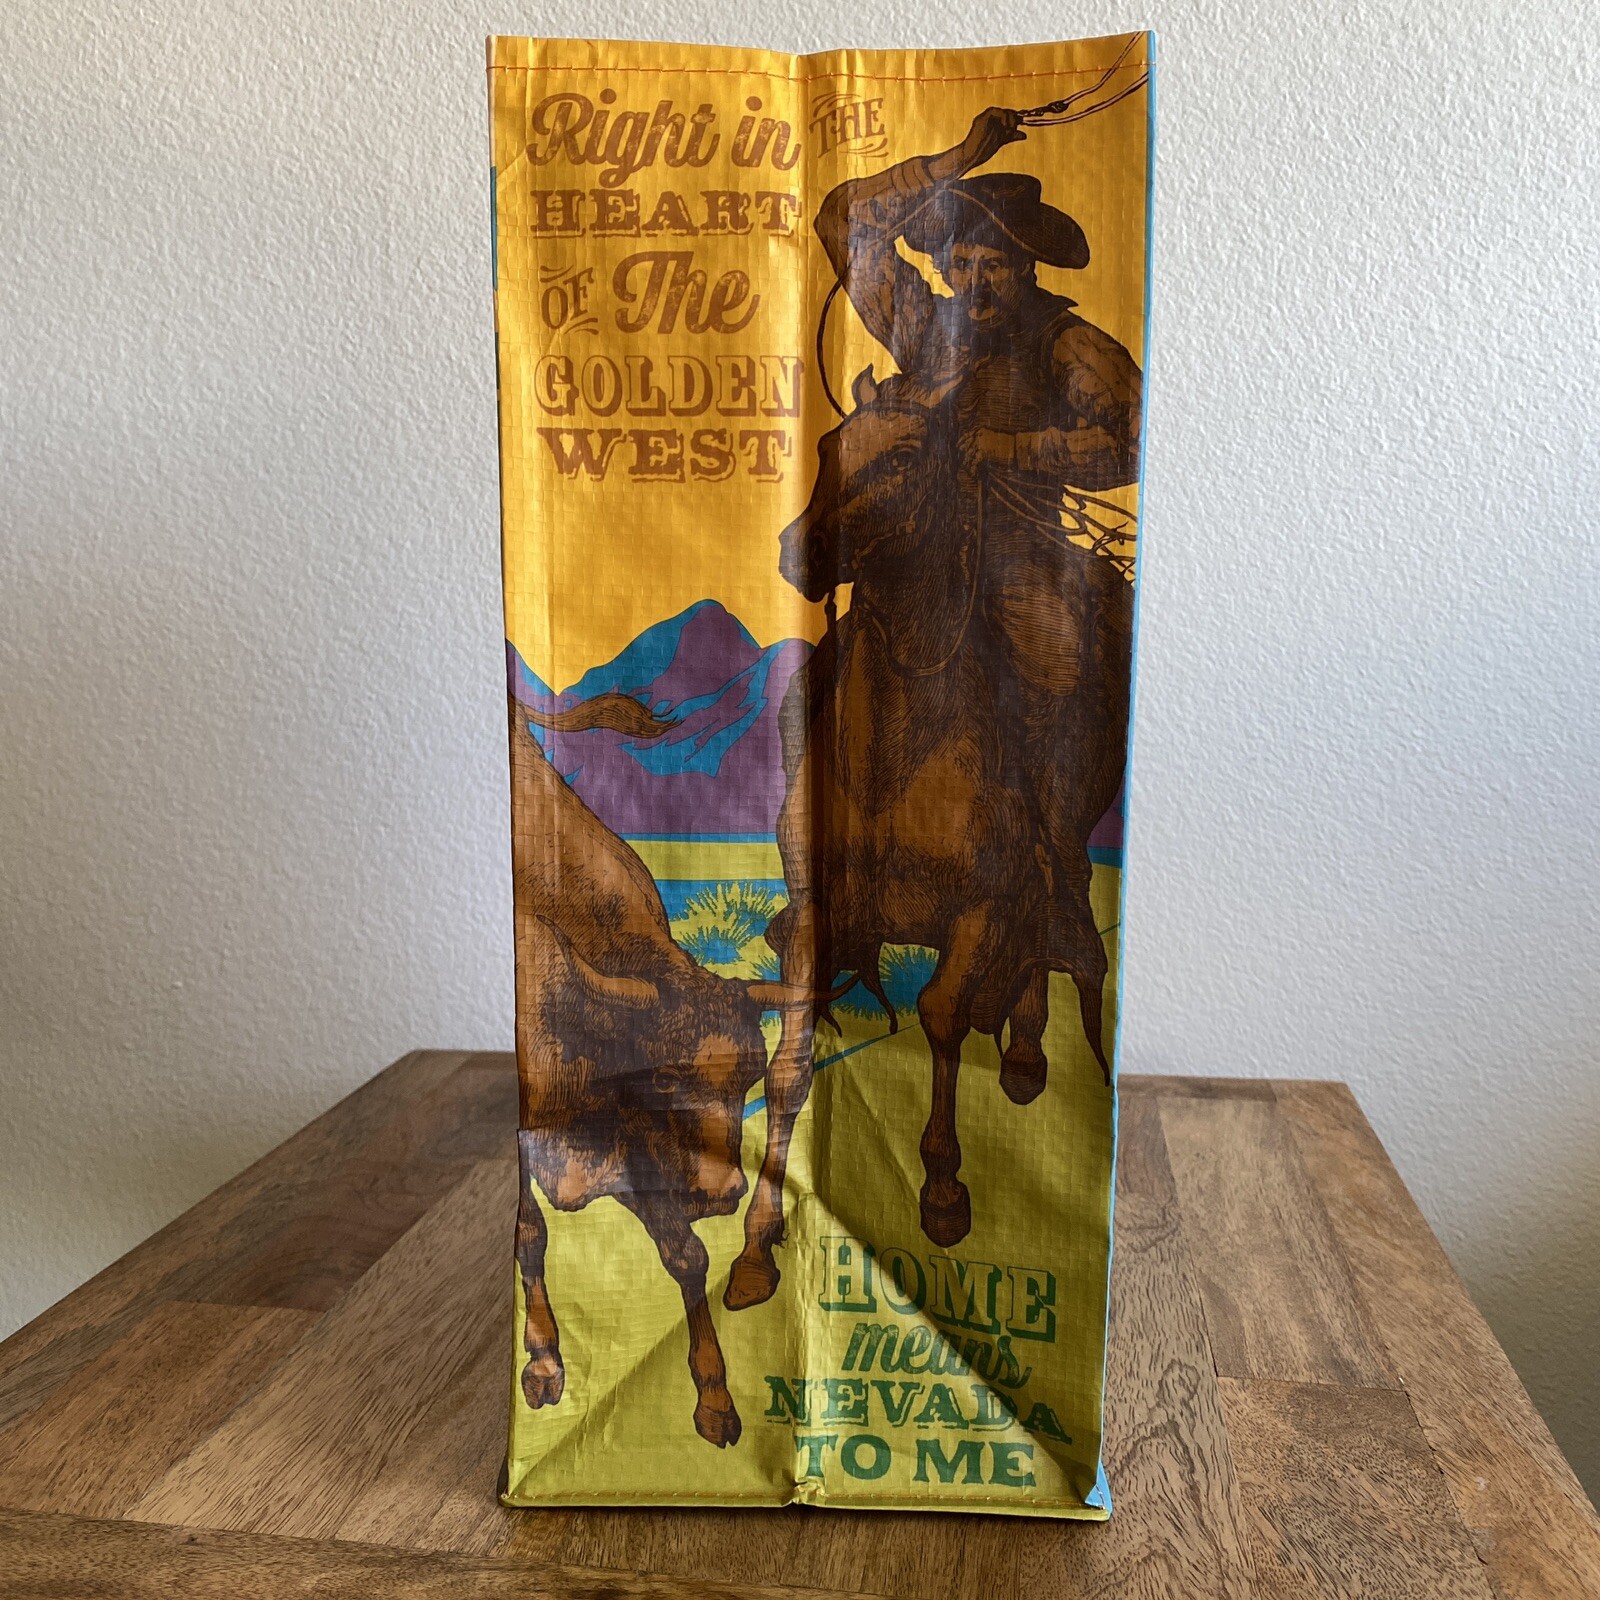 Right in THE
HEART
OF The
GOLDEN
WEST
HOME
means
NEVADA
TO ME